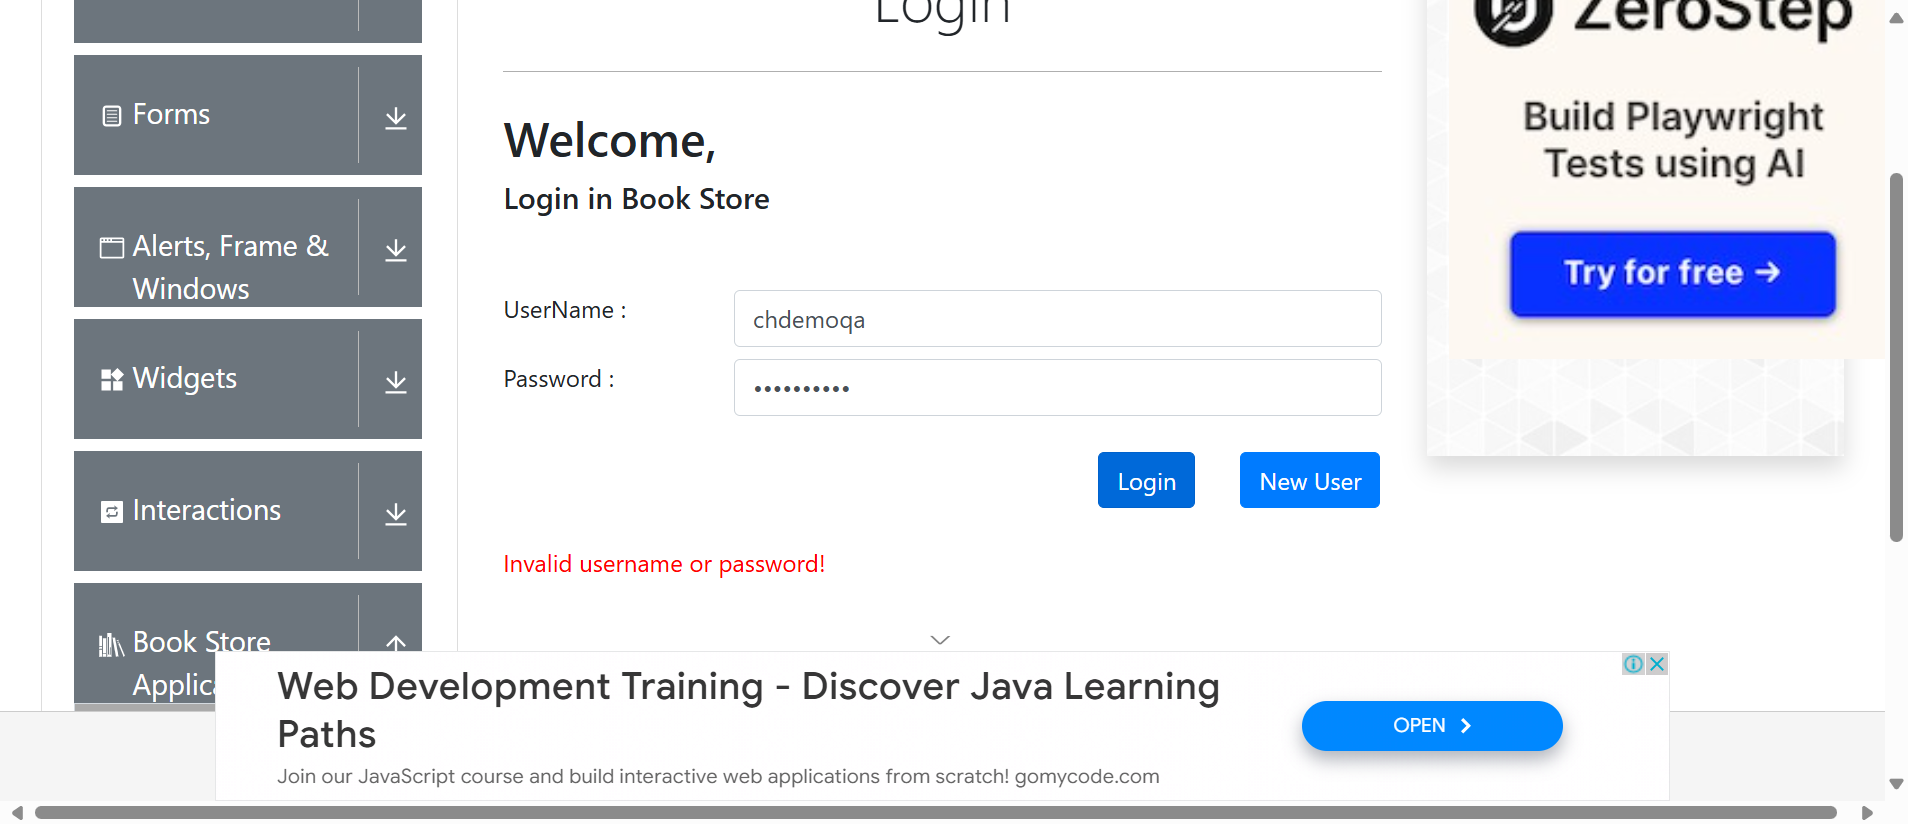 Login
ZeroStep
Forms
Build Playwright
Tests using AI
Welcome,
Login in Book Store
Alerts, Frame &
Windows
Try for free →
UserName :
chdemoqa
Password :
••••••••••
Widgets
Login
New User
Interactions
Invalid username or password!
Book Store
Applica
Web Development Training - Discover Java Learning
Paths
OPEN
Join our JavaScript course and build interactive web applications from scratch! gomycode.com